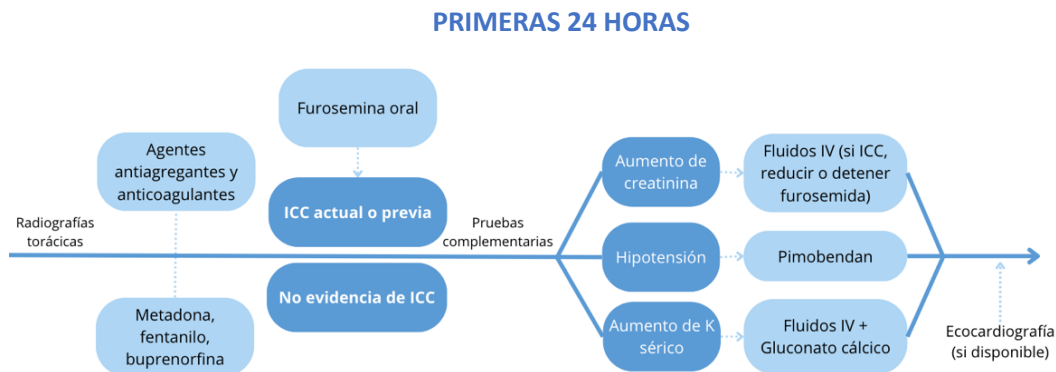 PRIMERAS 24 HORAS
Radiografías
torácicas
Agentes
antiagregantes y
anticoagulantes
Metadona,
fentanilo,
buprenorfina
Furosemina oral
ICC actual o previa
No evidencia de ICC
Pruebas
complementarias
Aumento de
creatinina
Fluidos IV (si ICC,
reducir o detener
furosemida)
Hipotensión
Pimobendan
Aumento de K
sérico
Fluidos IV +
Gluconato cálcico
Ecocardiografía
(si disponible)